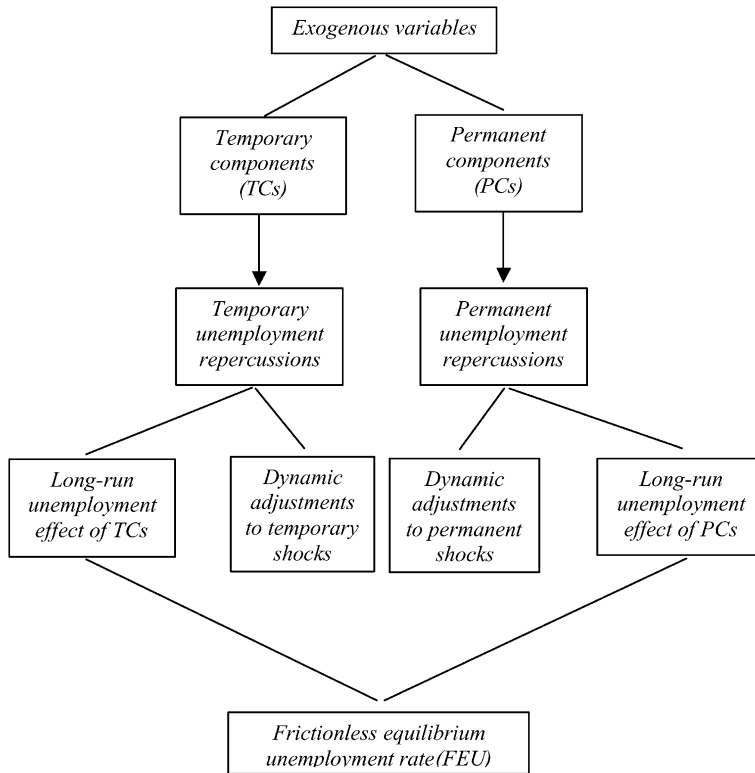 Exogenous variables
Temporary
components
(TCs)
Permanent
components
(PCs)
Temporary
unemployment
repercussions
Permanent
unemployment
repercussions
Long-run
unemployment
effect of TCs
Dynamic
adjustments
to temporary
shocks
Dynamic
adjustments
to permanent
shocks
Long-run
unemployment
effect of PCs
Frictionless equilibrium
unemployment rate(FEU)